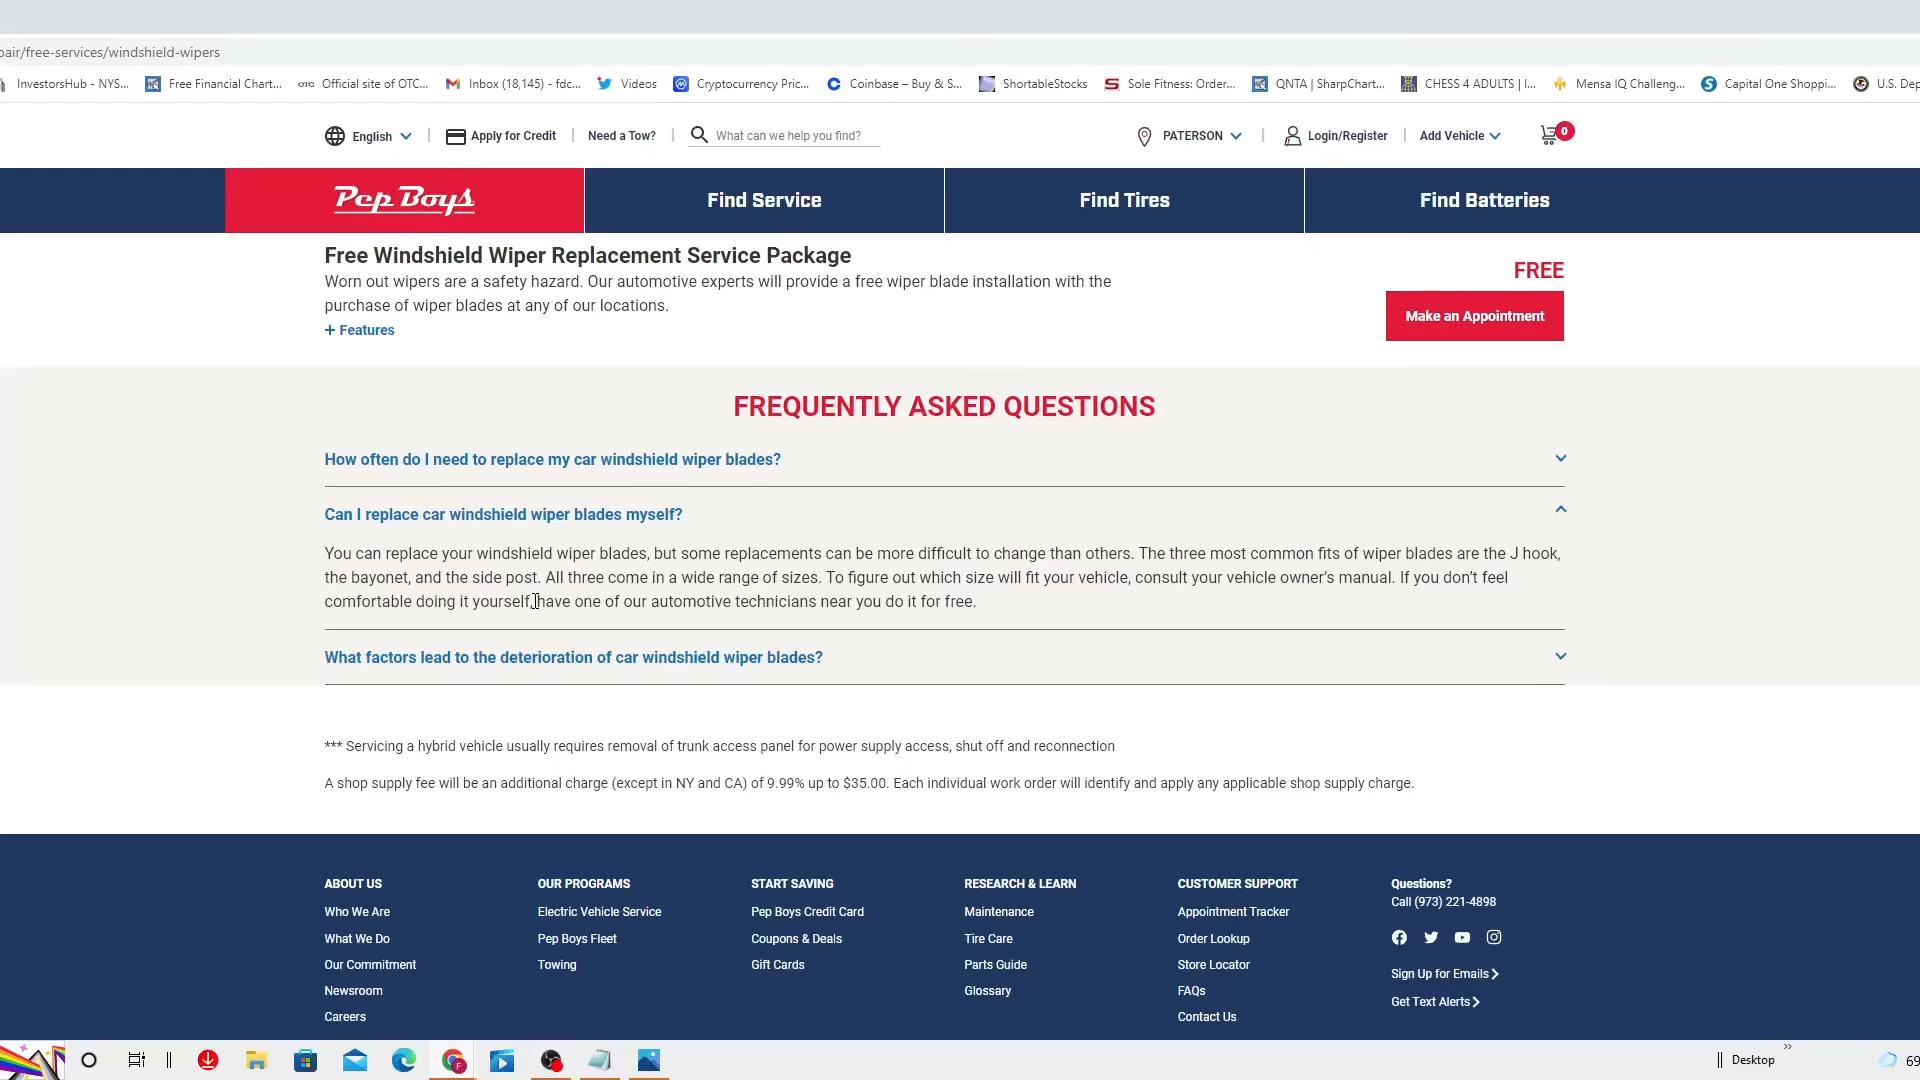 pair/free-services/windshield-wipers
InvestorsHub - NYS...
Free Financial Chart...
OTC Official site of OTC...
Inbox (18,145) - fdc...
Videos
Cryptocurrency Pric...
Coinbase – Buy & S...
ShortableStocks
Sole Fitness: Order...
QNTA | SharpChart...
CHESS 4 ADULTS | I...
Mensa IQ Challeng...
Capital One Shoppi...
U.S. Dep
English
Apply for Credit
Need a Tow?
What can we help you find?
PATERSON
Login/Register
Add Vehicle
0
Pep Boys
Find Service
Find Tires
Find Batteries
Free Windshield Wiper Replacement Service Package
Worn out wipers are a safety hazard. Our automotive experts will provide a free wiper blade installation with the
purchase of wiper blades at any of our locations.
+ Features
FREE
Make an Appointment
FREQUENTLY ASKED QUESTIONS
How often do I need to replace my car windshield wiper blades?
Can I replace car windshield wiper blades myself?
You can replace your windshield wiper blades, but some replacements can be more difficult to change than others. The three most common fits of wiper blades are the J hook,
the bayonet, and the side post. All three come in a wide range of sizes. To figure out which size will fit your vehicle, consult your vehicle owner’s manual. If you don’t feel
comfortable doing it yourself, have one of our automotive technicians near you do it for free.
What factors lead to the deterioration of car windshield wiper blades?
*** Servicing a hybrid vehicle usually requires removal of trunk access panel for power supply access, shut off and reconnection
A shop supply fee will be an additional charge (except in NY and CA) of 9.99% up to $35.00. Each individual work order will identify and apply any applicable shop supply charge.
ABOUT US
Who We Are
What We Do
Our Commitment
Newsroom
Careers
OUR PROGRAMS
Electric Vehicle Service
Pep Boys Fleet
Towing
START SAVING
Pep Boys Credit Card
Coupons & Deals
Gift Cards
RESEARCH & LEARN
Maintenance
Tire Care
Parts Guide
Glossary
CUSTOMER SUPPORT
Appointment Tracker
Order Lookup
Store Locator
FAQs
Contact Us
Questions?
Call (973) 221-4898
Sign Up for Emails
Get Text Alerts
Desktop
69